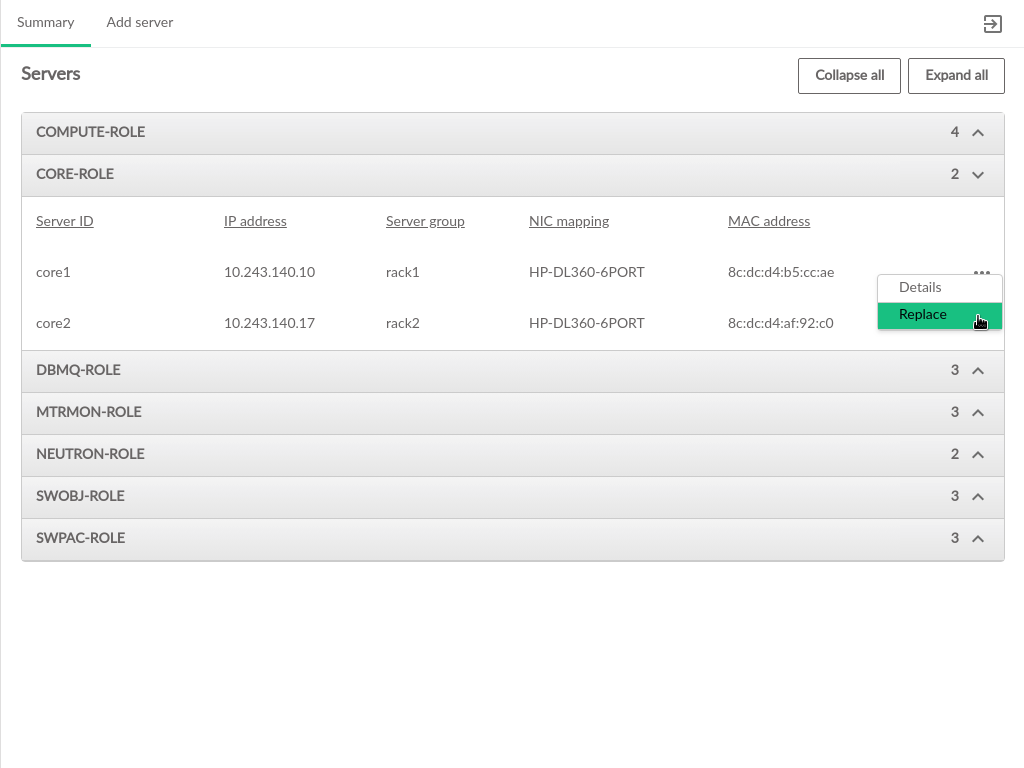 Summary Add server
Servers Collapse all Expand all
COMPUTE-ROLE 4
CORE-ROLE 2
Server ID IP address Server group NIC mapping MAC address
core1 10.243.140.10 rack1 HP-DL360-6PORT 8c:dc:d4:b5:cc:ae
Details
Replace
core2 10.243.140.17 rack2 HP-DL360-6PORT 8c:dc:d4:af:92:c0
DBMQ-ROLE 3
MTRMON-ROLE 3
NEUTRON-ROLE 2
SWOBJ-ROLE 3
SWPAC-ROLE 3